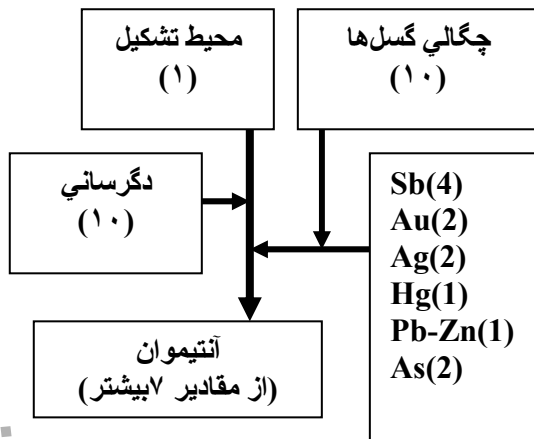 محيط تشكيل
(۱)
چگالي گسل‌ها
(۱۰)
دگرساني
(۱۰)
Sb(4)
Au(2)
Ag(2)
Hg(1)
Pb-Zn(1)
As(2)
آنتيموان
(از مقادير ۷بيشتر)